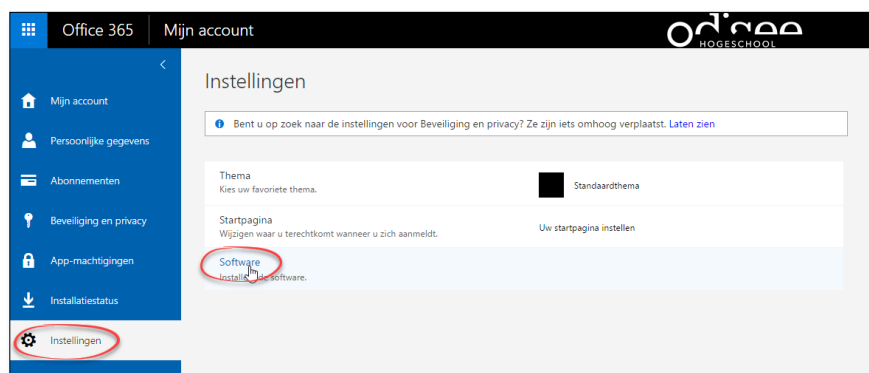 Office 365 Mijn account
odisee
HOGESCHOOL
Mijn account
Persoonlijke gegevens
Abonnementen
Beveiliging en privacy
App-machtigingen
Installatiestatus
Instellingen
Instellingen
Bent u op zoek naar de instellingen voor Beveiliging en privacy? Ze zijn iets omhoog verplaatst. Laten zien
Thema
Kies uw favoriete thema.
Standaardthema
Startpagina
Wijzigen waar u terechtkomt wanneer u zich aanmeldt.
Uw startpagina instellen
Software
de software.